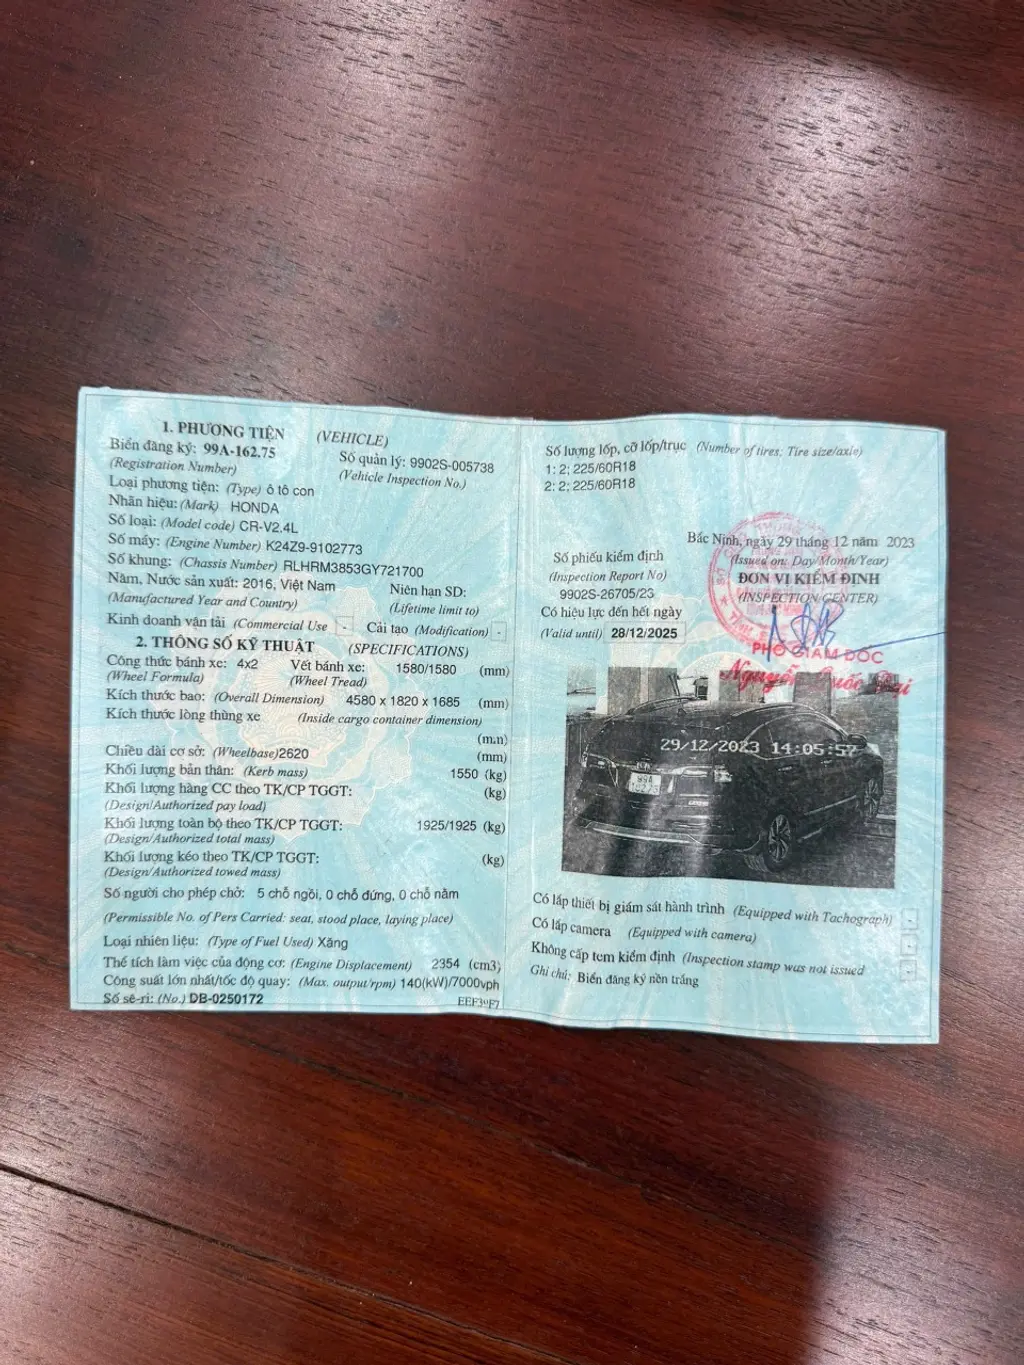 1. PHƯƠNG TIỆN (VEHICLE)
Biển đăng ký: 99A-162.75 Số quản lý: 9902S-005738
(Registration Number) (Vehicle Inspection No.)
Loại phương tiện: (Type) ô tô con
Nhãn hiệu: (Mark) HONDA
Số loại: (Model code) CR-V2.4L
Số máy: (Engine Number) K24Z9-9102773
Số khung: (Chassis Number) RLHRM3853GY721700
Năm, Nước sản xuất: 2016, Việt Nam Niên hạn SD:
(Manufactured Year and Country) (Lifetime limit to)
Kinh doanh vận tải (Commercial Use - Cải tạo (Modification) -
2. THÔNG SỐ KỸ THUẬT (SPECIFICATIONS)
Công thức bánh xe: 4x2 Vết bánh xe: 1580/1580 (mm)
(Wheel Formula) (Wheel Tread)
Kích thước bao: (Overall Dimension) 4580 x 1820 x 1685 (mm)
Kích thước lòng thùng xe (Inside cargo container dimension)
(mm)
Chiều dài cơ sở: (Wheelbase)2620 (mm)
Khối lượng bản thân: (Kerb mass) 1550 (kg)
Khối lượng hàng CC theo TK/CP TGGT: (kg)
(Design/Authorized pay load)
Khối lượng toàn bộ theo TK/CP TGGT: 1925/1925 (kg)
(Design/Authorized total mass)
Khối lượng kéo theo TK/CP TGGT: (kg)
(Design/Authorized towed mass)
Số người cho phép chở: 5 chỗ ngồi, 0 chỗ đứng, 0 chỗ nằm
(Permissible No. of Pers Carried: seat, stood place, laying place)
Loại nhiên liệu: (Type of Fuel Used) Xăng
Thể tích làm việc của động cơ: (Engine Displacement) 2354 (cm3)
Công suất lớn nhất/tốc độ quay: (Max. output/rpm) 140(kW)/7000vph
Số sê-ri: (No.) DB-0250172
Số lượng lốp, cỡ lốp/trục (Number of tires; Tire size/axle)
1: 2; 225/60R18
2: 2; 225/60R18
Bắc Ninh, ngày 29 tháng 12 năm 2023
(Issued on: Day/Month/Year)
Số phiếu kiểm định
ĐƠN VỊ KIỂM ĐỊNH
(Inspection Report No)
(INSPECTION CENTER)
9902S-26705/23
Có hiệu lực đến hết ngày
(Valid until) 28/12/2025
PHÓ GIÁM ĐỐC
29/12/2023 14:05:57
99A
162.75
Có lắp thiết bị giám sát hành trình (Equipped with Tachograph)
Có lắp camera (Equipped with camera)
Không cấp tem kiểm định (Inspection stamp was not issued
Ghi chú: Biển đăng ký nền trắng